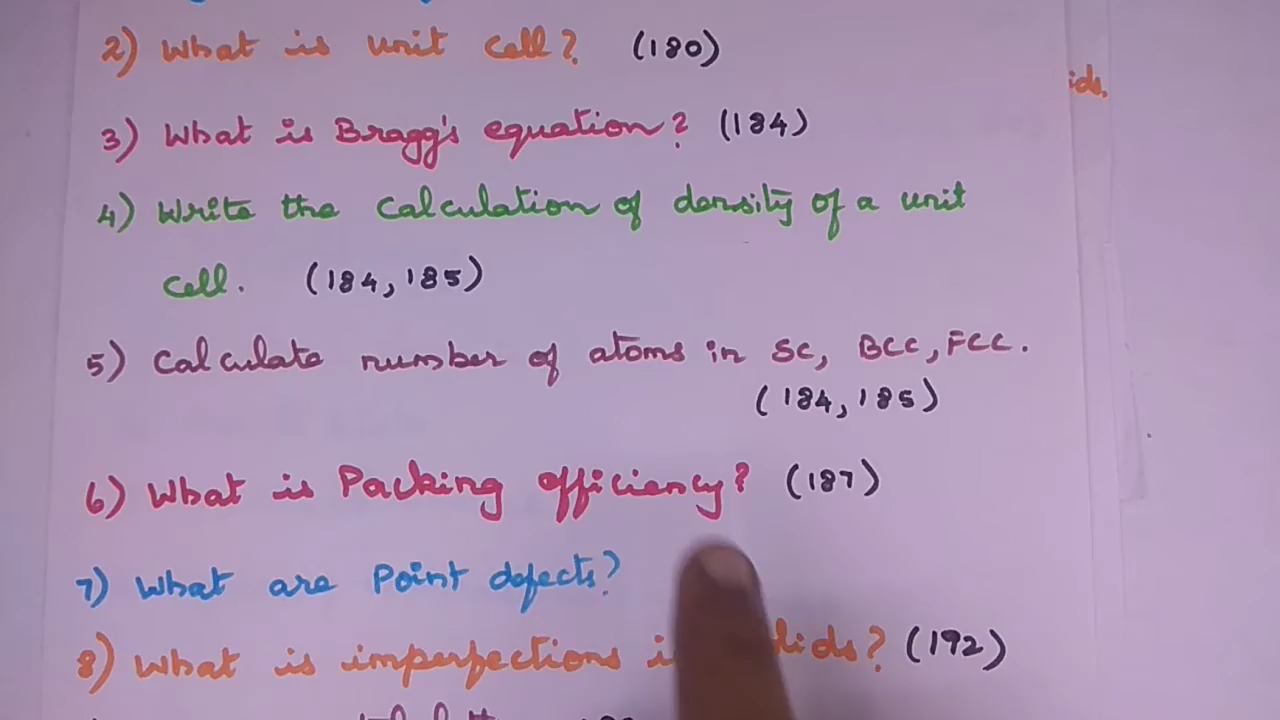 2) What is unit cell? (180)
ids.
3) What is Bragg's equation? (184)
4) Write the calculation of density of a unit
cell. (184, 185)
5) Calculate number of atoms in SC, BCC, FCC.
(184, 185)
6) What is Packing efficiency? (187)
7) What are Point defects?
8) What is imperfections (192)